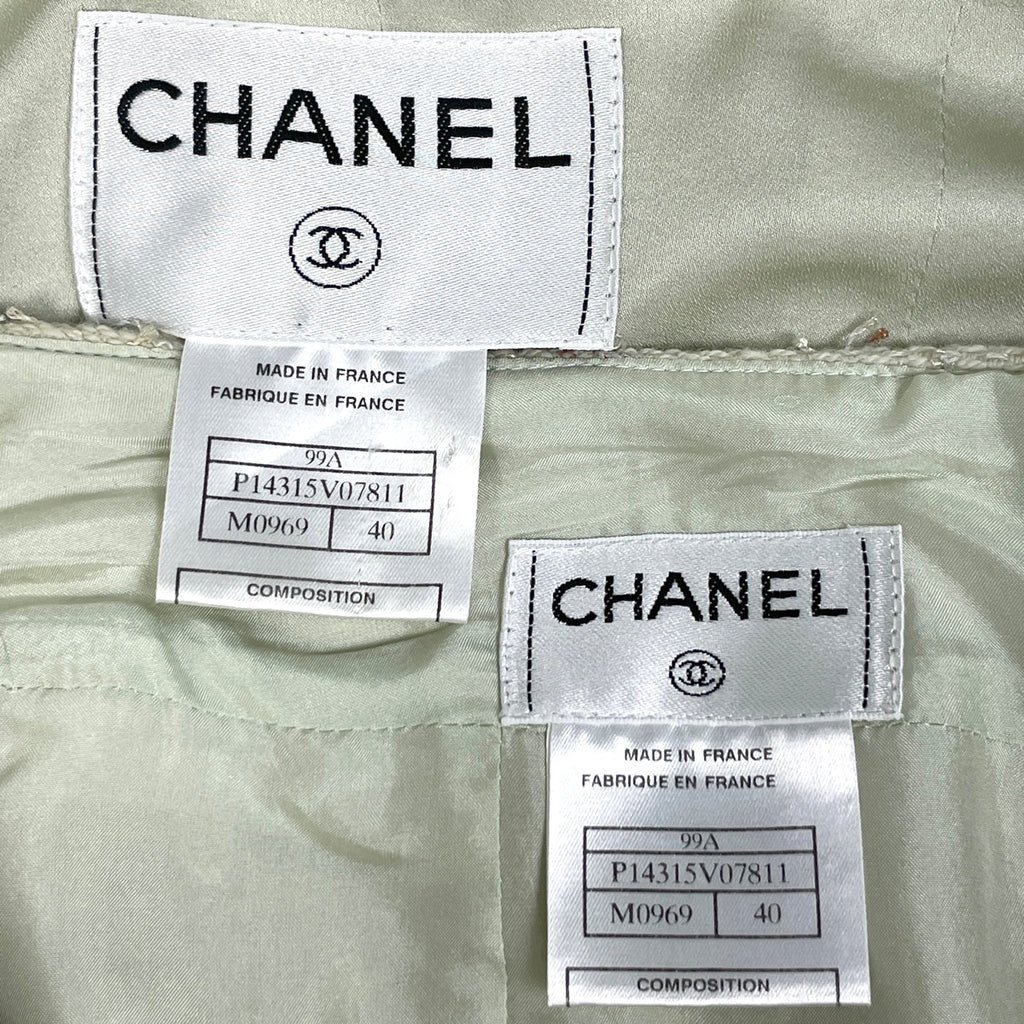 CHANEL
MADE IN FRANCE
FABRIQUE EN FRANCE
99A
P14315V07811
M0969 40
COMPOSITION
CHANEL
MADE IN FRANCE
FABRIQUE EN FRANCE
99A
P14315V07811
M0969 40
COMPOSITION